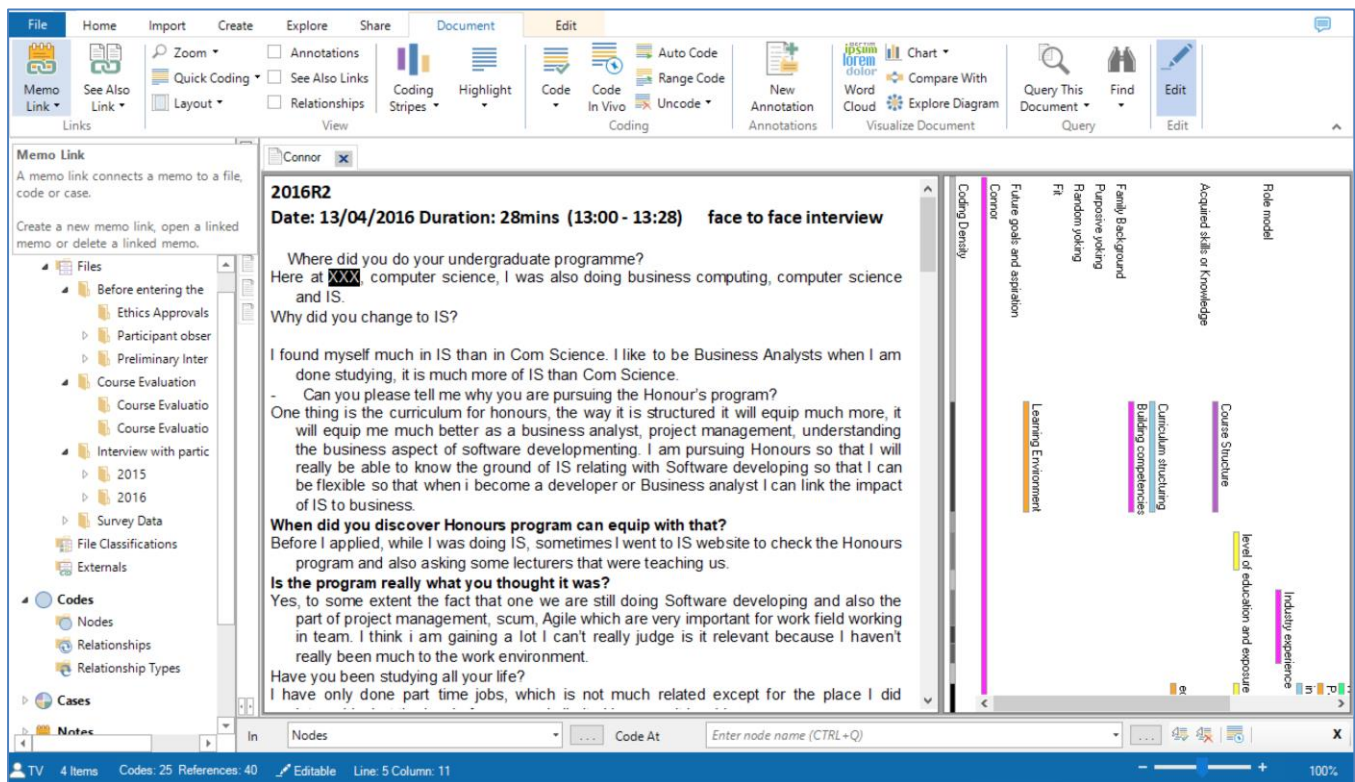 File Home Import Create Explore Share Document Edit
Memo Link
See Also Link
Links
Zoom
Quick Coding
Layout
Annotations
See Also Links
Relationships
Coding Stripes
Highlight
View
Code
Code In Vivo
Auto Code
Range Code
Uncode
Coding
New Annotation
Annotations
Word Cloud
Chart
Compare With
Explore Diagram
Visualize Document
Query This Document
Find
Query
Edit
Edit
Memo Link
A memo link connects a memo to a file,
code or case.
Create a new memo link, open a linked
memo or delete a linked memo.
Files
Before entering the
Ethics Approvals
Participant obser
Preliminary Inter
Course Evaluation
Course Evaluatio
Course Evaluatio
Interview with partic
2015
2016
Survey Data
File Classifications
Externals
Codes
Nodes
Relationships
Relationship Types
Cases
Notes
Connor
2016R2
Date: 13/04/2016 Duration: 28mins (13:00 - 13:28) face to face interview
Where did you do your undergraduate programme?
Here at XXX, computer science, I was also doing business computing, computer science
and IS.
Why did you change to IS?
I found myself much in IS than in Com Science. I like to be Business Analysts when I am
done studying, it is much more of IS than Com Science.
- Can you please tell me why you are pursuing the Honour's program?
One thing is the curriculum for honours, the way it is structured it will equip much more, it
will equip me much better as a business analyst, project management, understanding
the business aspect of software developmenting. I am pursuing Honours so that I will
really be able to know the ground of IS relating with Software developing so that I can
be flexible so that when i become a developer or Business analyst I can link the impact
of IS to business.
When did you discover Honours program can equip with that?
Before I applied, while I was doing IS, sometimes I went to IS website to check the Honours
program and also asking some lecturers that were teaching us.
Is the program really what you thought it was?
Yes, to some extent the fact that one we are still doing Software developing and also the
part of project management, scum, Agile which are very important for work field working
in team. I think i am gaining a lot I can't really judge is it relevant because I haven't
really been much to the work environment.
Have you been studying all your life?
I have only done part time jobs, which is not much related except for the place I did
Coding Density
Connor
Future goals and aspiration
Fit
Random yoking
Purposive yoking
Family Background
Acquired skills or Knowledge
Role model
Learning Environment
Building competencies
Curriculum structuring
Course Structure
level of education and exposure
Industry experience
In Nodes ... Code At Enter node name (CTRL+Q) ... X
TV 4 Items Codes: 25 References: 40 Editable Line: 5 Column: 11 100%